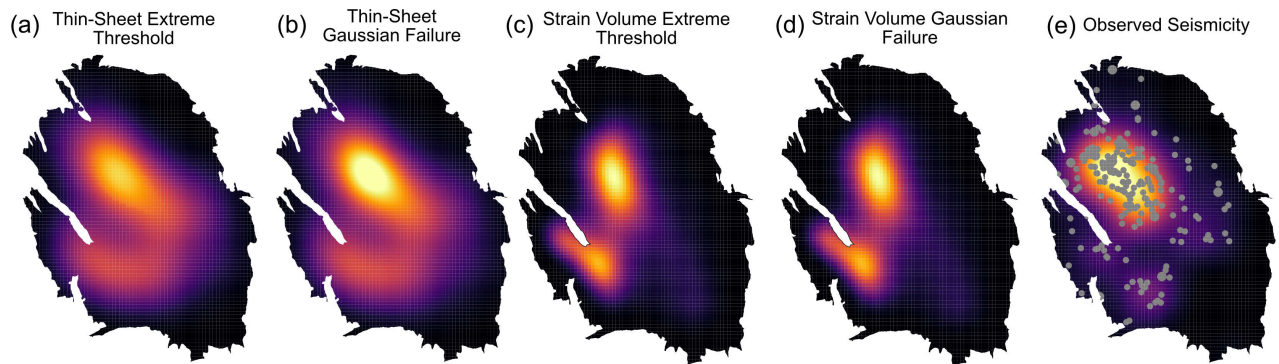 (a) Thin-Sheet Extreme
Threshold
(b) Thin-Sheet
Gaussian Failure
(c) Strain Volume Extreme
Threshold
(d) Strain Volume Gaussian
Failure
(e) Observed Seismicity